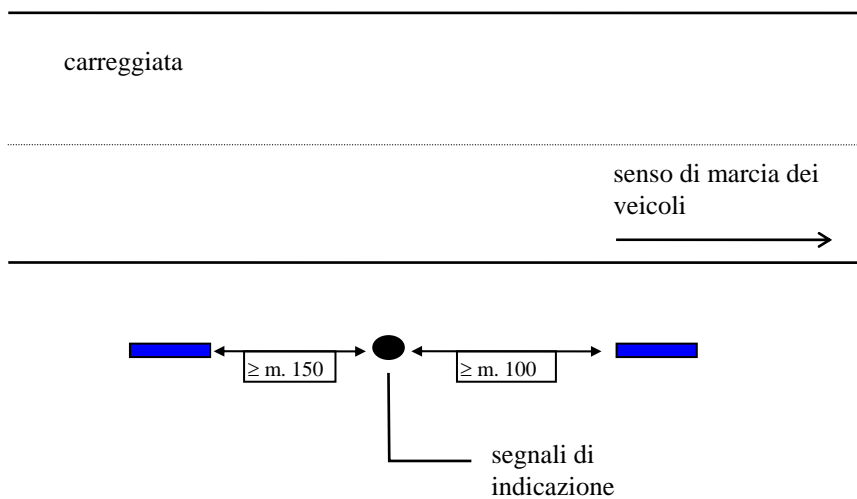 carreggiata
senso di marcia dei
veicoli
≥ m. 150
≥ m. 100
segnali di
indicazione